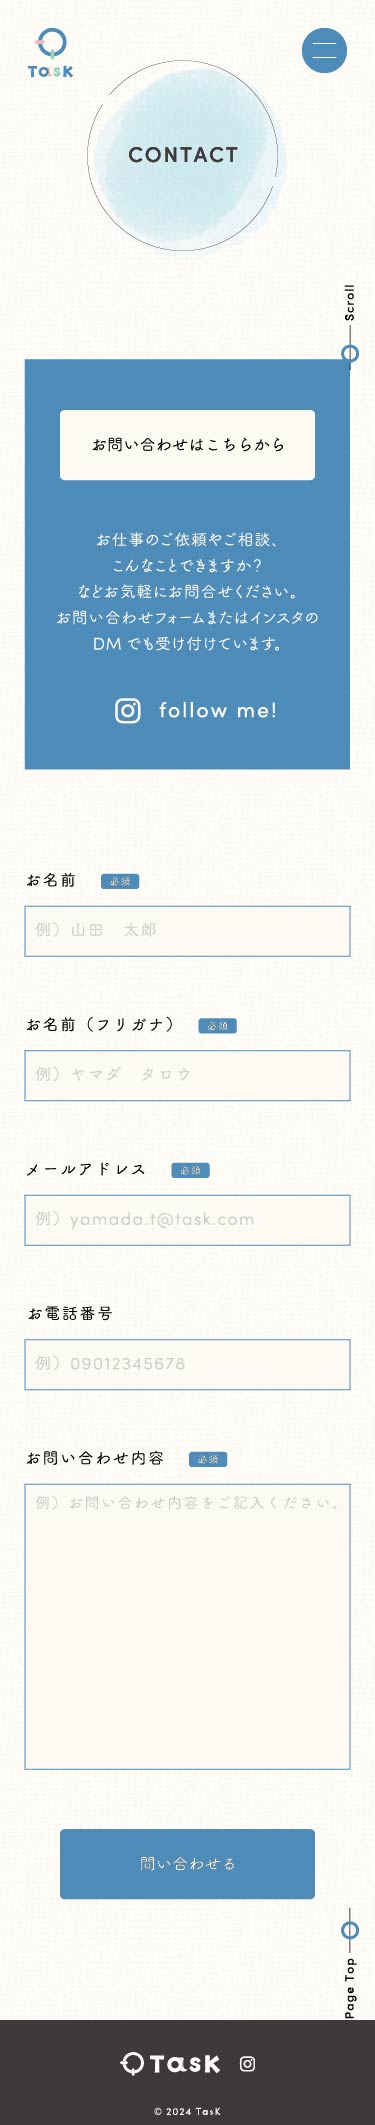 TasK
CONTACT
Scroll
お問い合わせはこちらから
お仕事のご依頼やご相談、
こんなことできますか?
などお気軽にお問合せください。
お問い合わせフォームまたはインスタの
DM でも受け付けています。
follow me!
お名前 必須
例）山田　太郎
お名前（フリガナ） 必須
例）ヤマダ　タロウ
メールアドレス 必須
例）yamada.t@task.com
お電話番号
例）09012345678
お問い合わせ内容 必須
例）お問い合わせ内容をご記入ください。
問い合わせる
Page Top
TasK
© 2024 TasK